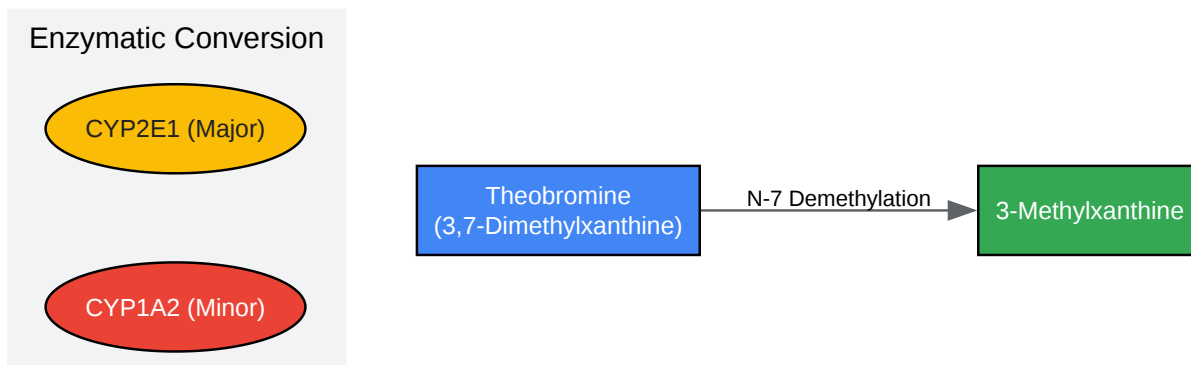 Enzymatic Conversion
CYP2E1 (Major)
CYP1A2 (Minor)
Theobromine
(3,7-Dimethylxanthine)
N-7 Demethylation
3-Methylxanthine